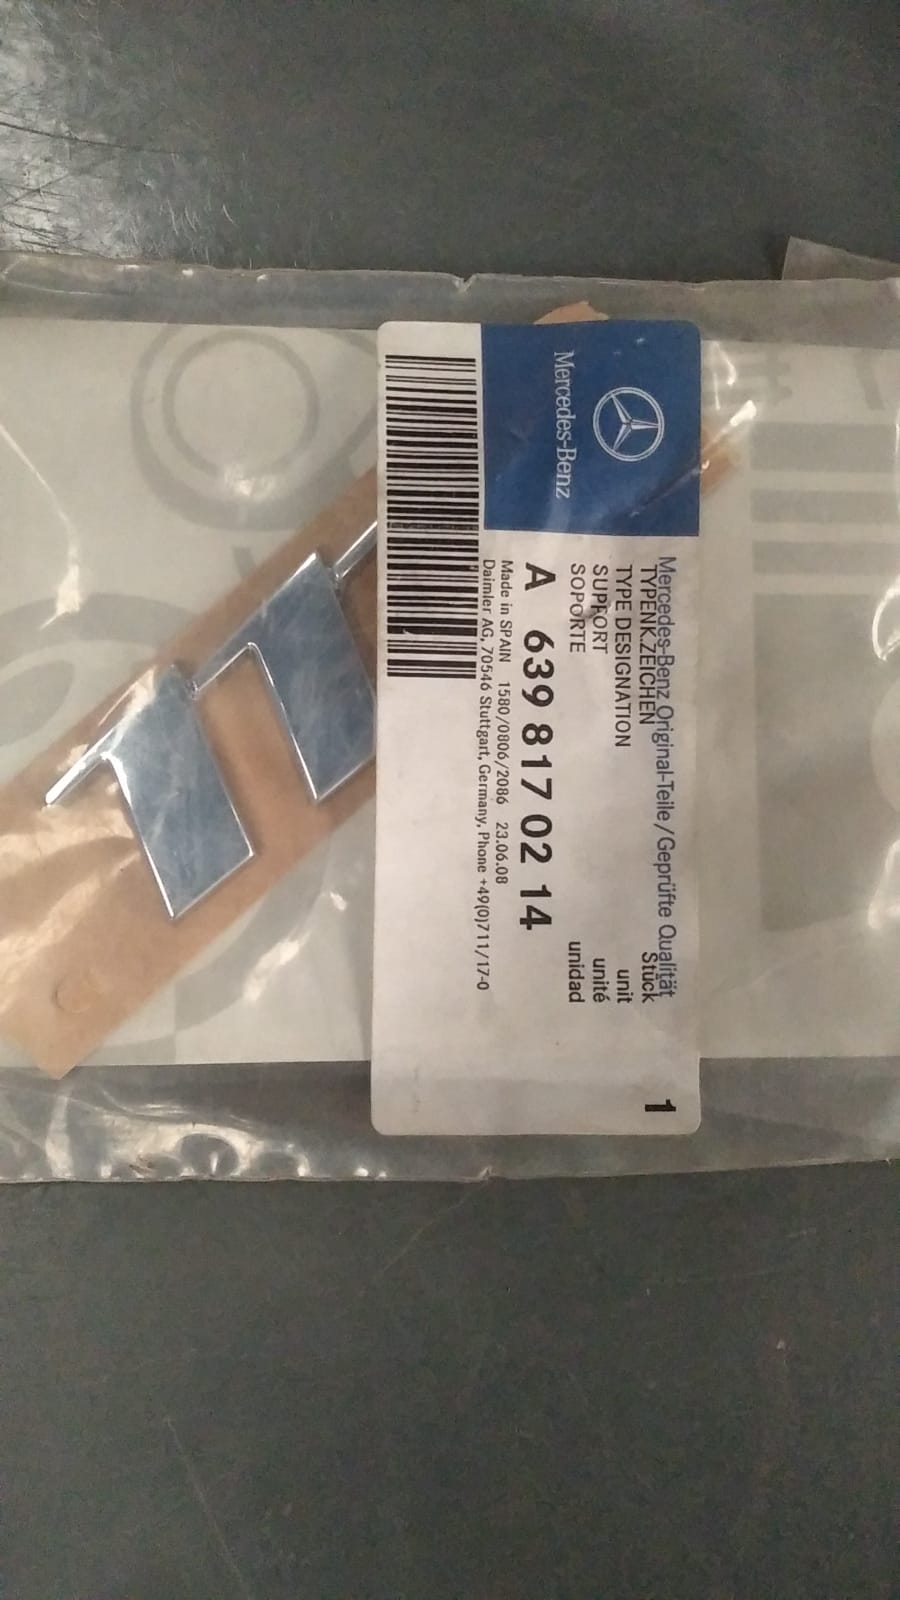 Mercedes-Benz
Mercedes-Benz Original-Teile/Geprüfte Qualität
TYPENK.ZEICHEN Stück 1
TYPE DESIGNATION unit
SUPPORT unité
SOPORTE unidad
A 639 817 02 14
Made in SPAIN 1580/0806/2086 23.06.08
Daimler AG, 70546 Stuttgart, Germany, Phone +49(0)711/17-0